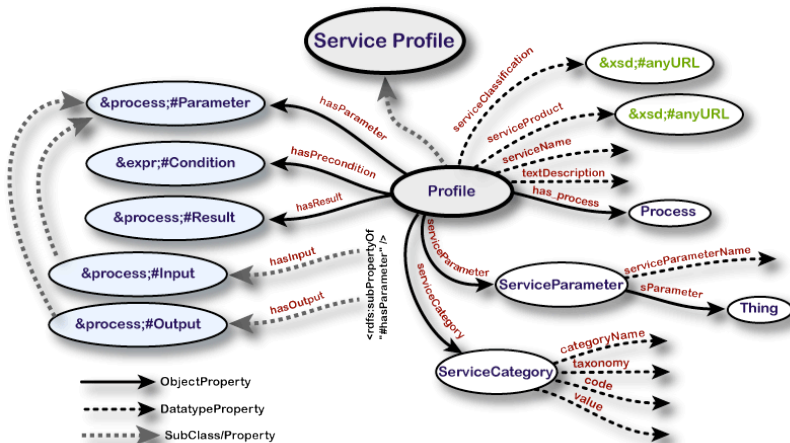 Service Profile
&xsd;#anyURL
serviceClassification
&process;#Parameter
hasParameter
serviceProduct
&xsd;#anyURL
serviceName
&expr;#Condition
hasPrecondition
textDescription
Profile
has_process
&process;#Result
hasResult
Process
<rdfs:subPropertyOf
"#hasParameter" />
hasInput
&process;#Input
serviceParameter
serviceParameterName
ServiceParameter
sParameter
Thing
hasOutput
&process;#Output
serviceCategory
categoryName
taxonomy
ServiceCategory
code
value
ObjectProperty
DatatypeProperty
SubClass/Property